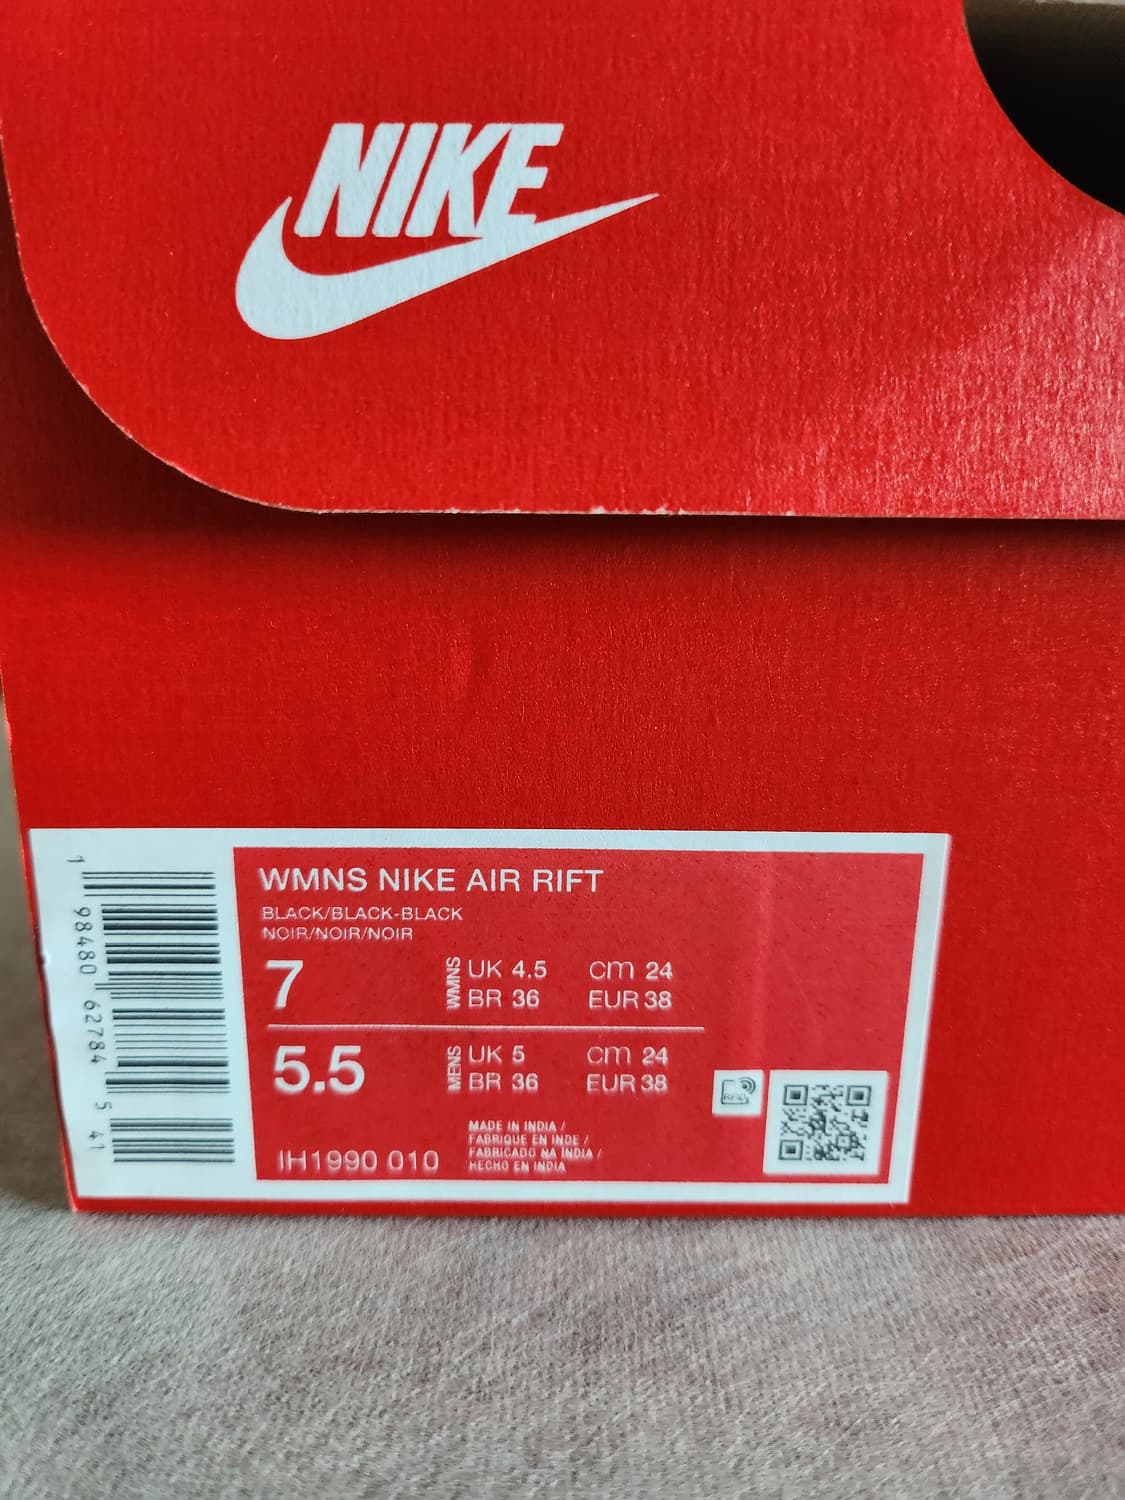 NIKE
WMNS NIKE AIR RIFT
BLACK/BLACK-BLACK
NOIR/NOIR/NOIR
7
WMNS
UK 4.5 cm 24
BR 36 EUR 38
5.5
MENS
UK 5 cm 24
BR 36 EUR 38
IH1990 010
MADE IN INDIA /
FABRIQUE EN INDE /
FABRICADO NA ÍNDIA /
HECHO EN INDIA
RFID
1 98480 62784 5 41